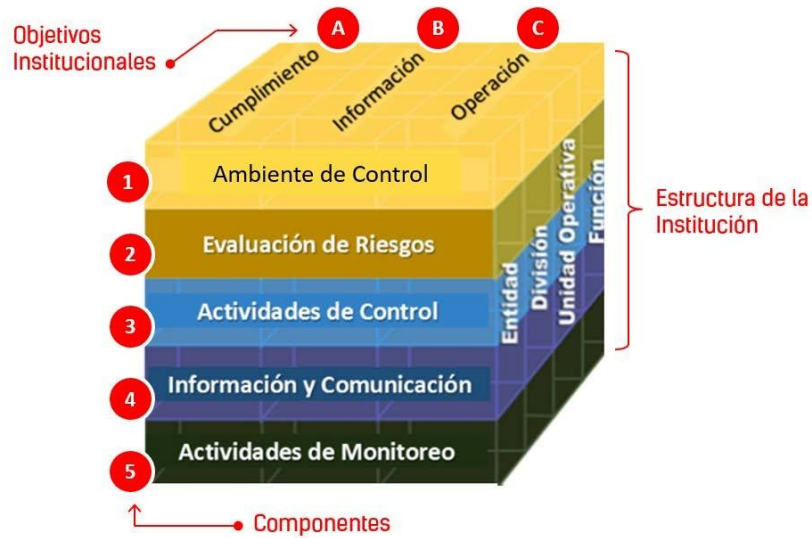 Objetivos
Institucionales
A
B
C
Cumplimiento
Información
Operación
1
Ambiente de Control
2
Evaluación de Riesgos
3
Actividades de Control
4
Información y Comunicación
5
Actividades de Monitoreo
Entidad
División
Unidad Operativa
Función
Estructura de la
Institución
Componentes